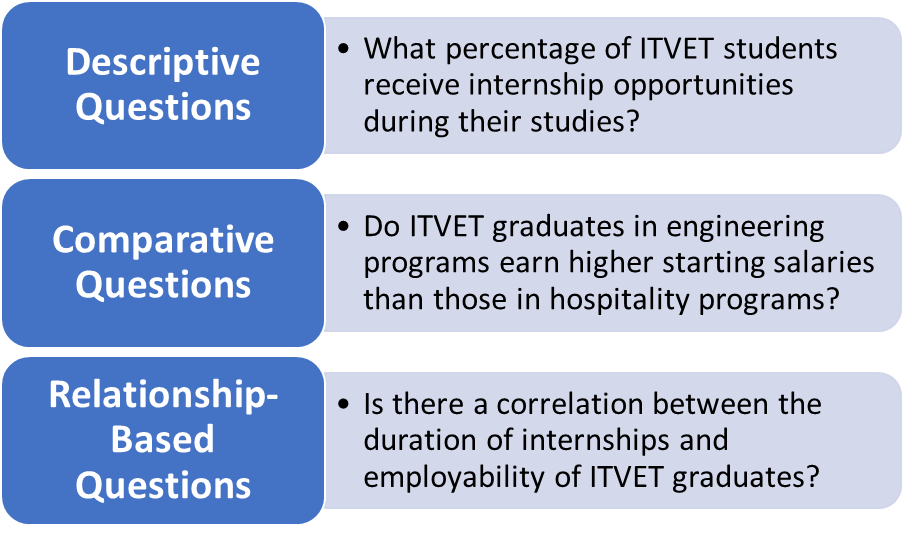 Descriptive
Questions
• What percentage of ITVET students
receive internship opportunities
during their studies?
Comparative
Questions
• Do ITVET graduates in engineering
programs earn higher starting salaries
than those in hospitality programs?
Relationship-
Based
Questions
• Is there a correlation between the
duration of internships and
employability of ITVET graduates?